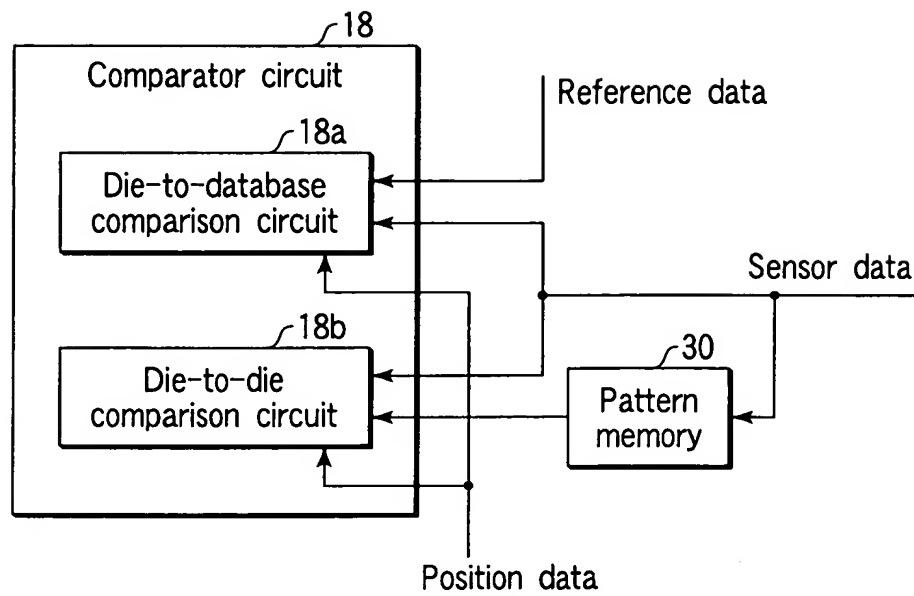 18
Comparator circuit
Reference data
18a
Die-to-database
comparison circuit
Sensor data
18b
Die-to-die
comparison circuit
30
Pattern
memory
Position data